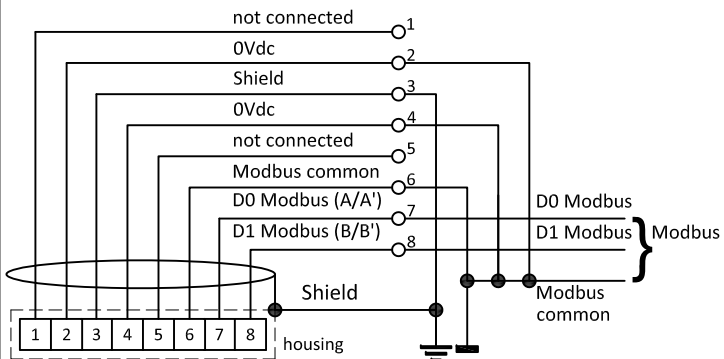 not connected 1
0Vdc 2
Shield 3
0Vdc 4
not connected 5
Modbus common 6
D0 Modbus (A/A') 7 D0 Modbus
D1 Modbus (B/B') 8 D1 Modbus } Modbus
Shield
Modbus
common
1 2 3 4 5 6 7 8
housing